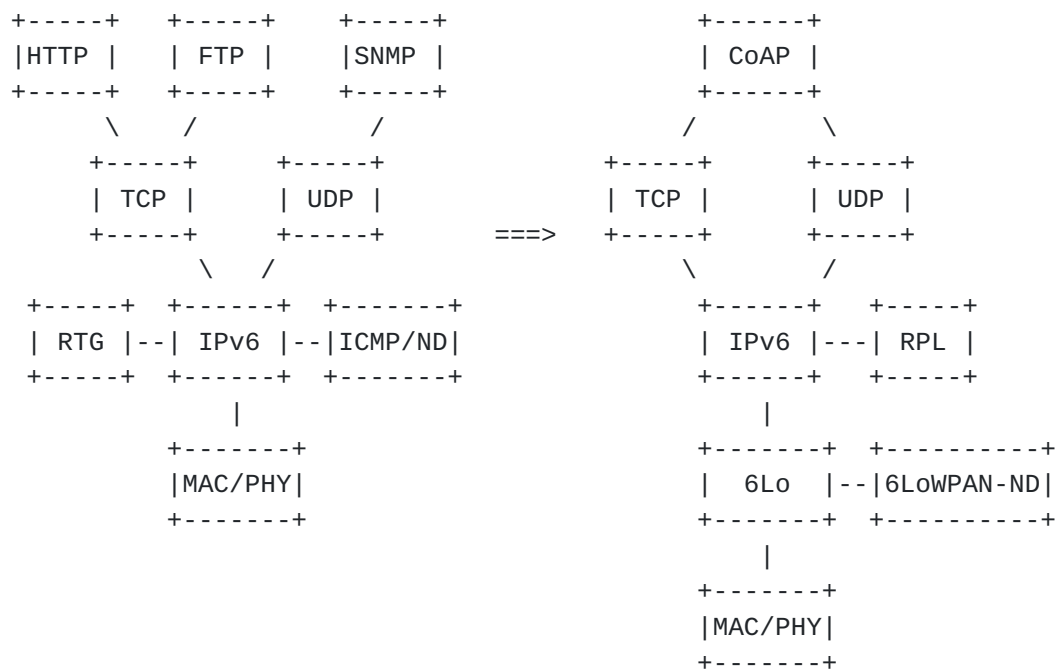 HTTP FTP SNMP CoAP
TCP UDP ===> TCP UDP
RTG -- IPv6 -- ICMP/ND IPv6 --- RPL
MAC/PHY 6Lo -- 6LoWPAN-ND
MAC/PHY